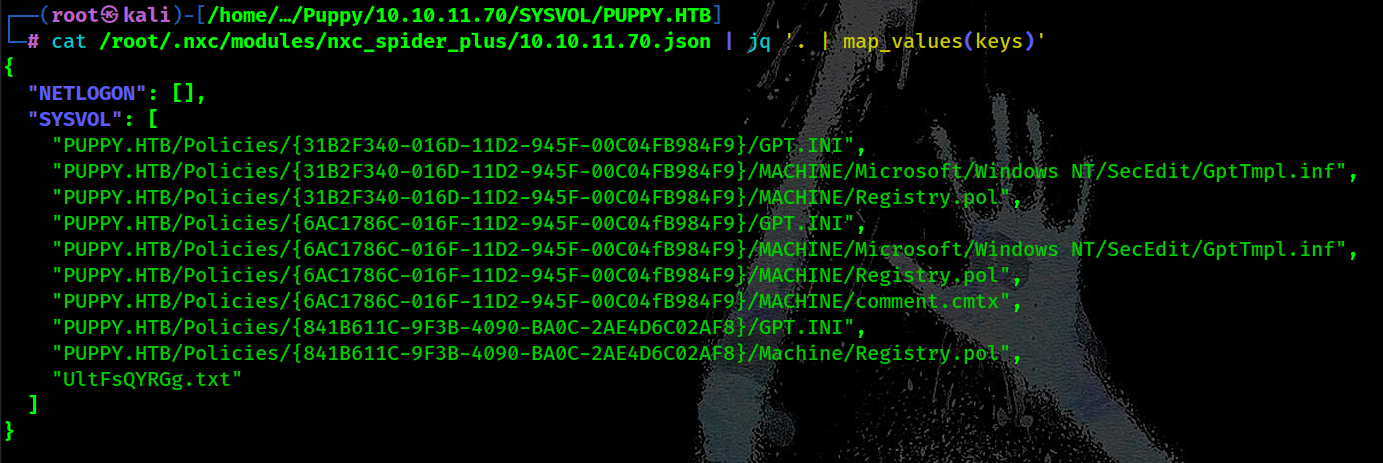 ┌──(root㉿kali)-[/home/…/Puppy/10.10.11.70/SYSVOL/PUPPY.HTB]
└─# cat /root/.nxc/modules/nxc_spider_plus/10.10.11.70.json | jq '. | map_values(keys)'
{
  "NETLOGON": [],
  "SYSVOL": [
    "PUPPY.HTB/Policies/{31B2F340-016D-11D2-945F-00C04FB984F9}/GPT.INI",
    "PUPPY.HTB/Policies/{31B2F340-016D-11D2-945F-00C04FB984F9}/MACHINE/Microsoft/Windows NT/SecEdit/GptTmpl.inf",
    "PUPPY.HTB/Policies/{31B2F340-016D-11D2-945F-00C04FB984F9}/MACHINE/Registry.pol",
    "PUPPY.HTB/Policies/{6AC1786C-016F-11D2-945F-00C04fB984F9}/GPT.INI",
    "PUPPY.HTB/Policies/{6AC1786C-016F-11D2-945F-00C04fB984F9}/MACHINE/Microsoft/Windows NT/SecEdit/GptTmpl.inf",
    "PUPPY.HTB/Policies/{6AC1786C-016F-11D2-945F-00C04fB984F9}/MACHINE/Registry.pol",
    "PUPPY.HTB/Policies/{6AC1786C-016F-11D2-945F-00C04fB984F9}/MACHINE/comment.cmtx",
    "PUPPY.HTB/Policies/{841B611C-9F3B-4090-BA0C-2AE4D6C02AF8}/GPT.INI",
    "PUPPY.HTB/Policies/{841B611C-9F3B-4090-BA0C-2AE4D6C02AF8}/Machine/Registry.pol",
    "UltFsQYRGg.txt"
  ]
}